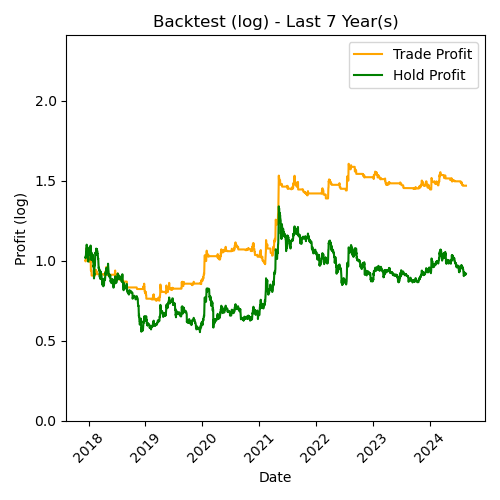 Backtest (log) - Last 7 Year(s)
Trade Profit
Hold Profit
Profit (log)
2.0
1.5
1.0
0.5
0.0
2018 2019 2020 2021 2022 2023 2024
Date